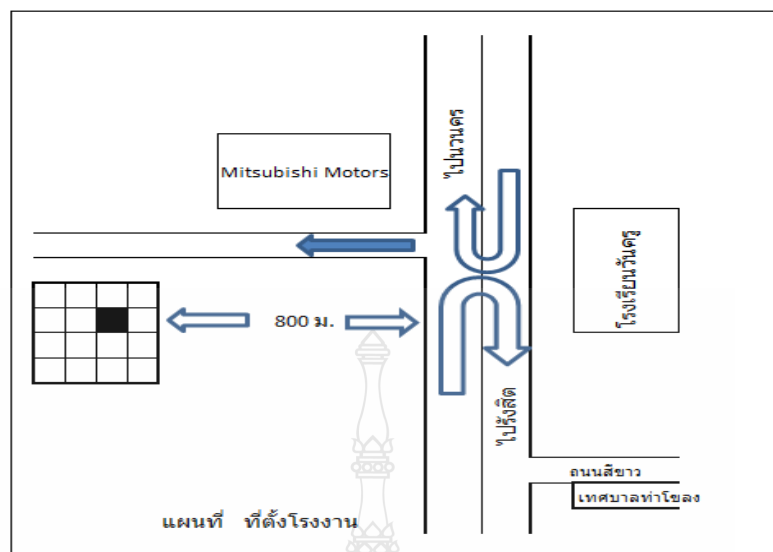 ไปนวนคร
Mitsubishi Motors
โรงเรียนวันครู
800 ม.
ไปรังสิต
ถนนสีขาว
เทศบาลท่าโขลง
แผนที่ ที่ตั้งโรงงาน